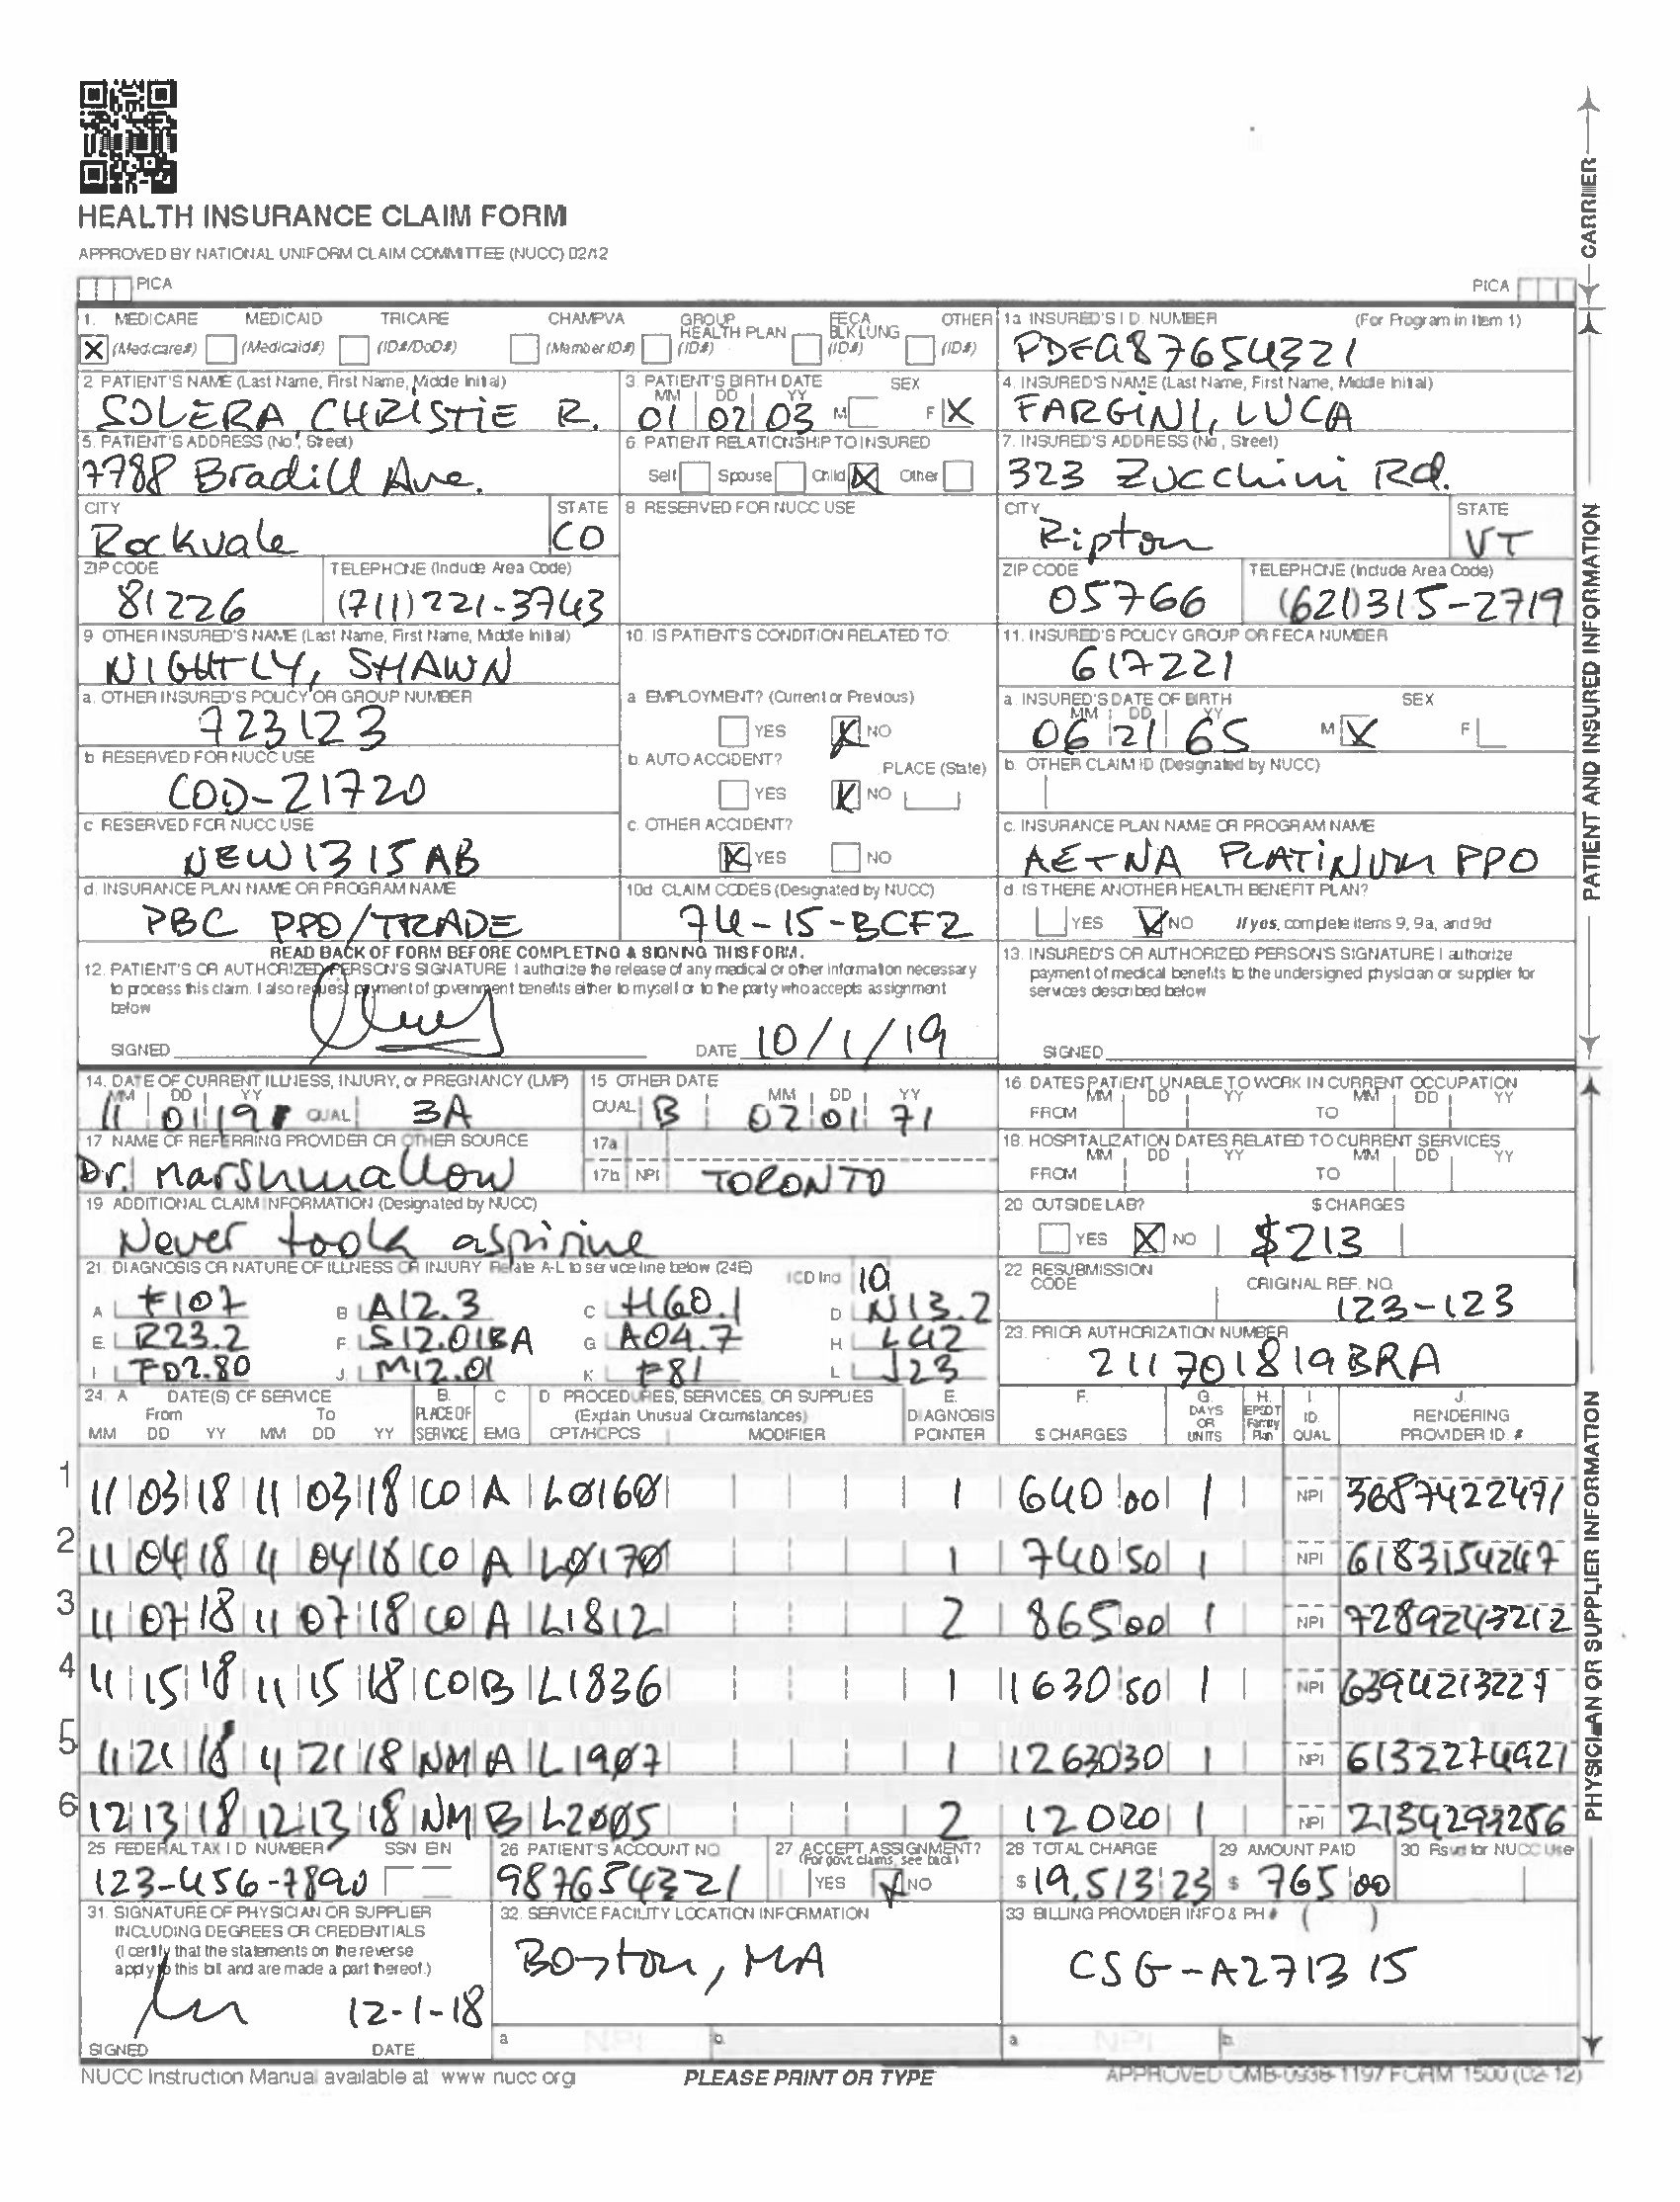 HEALTH INSURANCE CLAIM FORM
APPROVED BY NATIONAL UNIFORM CLAIM COMMITTEE (NUCC) 02/12
PICA PICA
CARRIER
1. MEDICARE MEDICAID TRICARE CHAMPVA GROUP HEALTH PLAN FECA BLK LUNG OTHER
X (Medicare#) (Medicaid#) (ID#/DoD#) (Member ID#) (ID#) (ID#) (ID#)
1a INSURED'S I D NUMBER (For Program in Item 1)
PDFA87654321
2 PATIENT'S NAME (Last Name, First Name, Middle Initial)
SOLERA, CHRISTIE R.
3. PATIENT'S BIRTH DATE SEX
MM DD YY
01 02 03 M F X
4. INSURED'S NAME (Last Name, First Name, Middle Initial)
FARGINI, LUCA
5. PATIENT'S ADDRESS (No, Street)
7788 Bradill Ave.
6. PATIENT RELATIONSHIP TO INSURED
Self Spouse Child X Other
7. INSURED'S ADDRESS (No, Street)
323 Zucchini Rd.
CITY STATE
Rockvale CO
8 RESERVED FOR NUCC USE
CITY STATE
Ripton VT
ZIP CODE TELEPHONE (Include Area Code)
81226 (711) 221-3743
ZIP CODE TELEPHONE (Include Area Code)
05766 (621) 315-2719
9 OTHER INSURED'S NAME (Last Name, First Name, Middle Initial)
NIGHTLY, SHAWN
10. IS PATIENT'S CONDITION RELATED TO:
11. INSURED'S POLICY GROUP OR FECA NUMBER
617221
a. OTHER INSURED'S POLICY OR GROUP NUMBER
723123
a EMPLOYMENT? (Current or Previous)
YES X NO
a. INSURED'S DATE OF BIRTH SEX
MM DD YY
06 21 65 M X F
b RESERVED FOR NUCC USE
COD-21720
b. AUTO ACCIDENT? PLACE (State)
YES X NO
b. OTHER CLAIM ID (Designated by NUCC)
c RESERVED FOR NUCC USE
NEW1315AB
c. OTHER ACCIDENT?
X YES NO
c. INSURANCE PLAN NAME OR PROGRAM NAME
AETNA PLATINUM PPO
d. INSURANCE PLAN NAME OR PROGRAM NAME
PBC PPO/TRADE
10d CLAIM CODES (Designated by NUCC)
74-15-BCF2
d. IS THERE ANOTHER HEALTH BENEFIT PLAN?
YES X NO If yes, complete items 9, 9a, and 9d
READ BACK OF FORM BEFORE COMPLETING & SIGNING THIS FORM.
12. PATIENT'S OR AUTHORIZED PERSON'S SIGNATURE I authorize the release of any medical or other information necessary
to process this claim. I also request payment of government benefits either to myself or to the party who accepts assignment
below
SIGNED DATE 10/1/19
13. INSURED'S OR AUTHORIZED PERSON'S SIGNATURE I authorize
payment of medical benefits to the undersigned physician or supplier for
services described below
SIGNED
PATIENT AND INSURED INFORMATION
14. DATE OF CURRENT ILLNESS, INJURY, or PREGNANCY (LMP)
MM DD YY
11 01 19 QUAL 3A
15 OTHER DATE
QUAL B MM DD YY
02 01 71
16 DATES PATIENT UNABLE TO WORK IN CURRENT OCCUPATION
MM DD YY MM DD YY
FROM TO
17 NAME OF REFERRING PROVIDER OR OTHER SOURCE
Dr. Marshmallow
17a
17b NPI TORONTO
18. HOSPITALIZATION DATES RELATED TO CURRENT SERVICES
MM DD YY MM DD YY
FROM TO
19 ADDITIONAL CLAIM INFORMATION (Designated by NUCC)
Never took aspirine
20 OUTSIDE LAB? $ CHARGES
YES X NO $213
21. DIAGNOSIS OR NATURE OF ILLNESS OR INJURY Relate A-L to service line below (24E) ICD Ind 10
A F107 B A12.3 C H60.1 D N13.2
E R23.2 F S12.01BA G A04.7 H L42
I F02.80 J M12.01 K F81 L J23
22 RESUBMISSION CODE ORIGINAL REF. NO
123-123
23. PRIOR AUTHORIZATION NUMBER
211701819BRA
24. A DATE(S) OF SERVICE B. C D PROCEDURES, SERVICES, OR SUPPLIES E. F. G. H. I J.
From To PLACE OF (Explain Unusual Circumstances) DIAGNOSIS DAYS OR EPSDT Family ID. RENDERING
MM DD YY MM DD YY SERVICE EMG CPT/HCPCS MODIFIER POINTER $ CHARGES UNITS Plan QUAL PROVIDER ID. #
1 11 03 18 11 03 18 CO A L0160 1 640 00 1 NPI 3687422471
2 11 04 18 11 04 18 CO A L0170 1 740 50 1 NPI 6183154247
3 11 07 18 11 07 18 CO A L1812 2 865 00 1 NPI 7289243212
4 11 15 18 11 15 18 CO B L1836 1 1630 50 1 NPI 6394213227
5 11 21 18 11 21 18 NM A L1907 1 12630 30 1 NPI 6132274921
6 12 13 18 12 13 18 NM B L2005 2 12 020 1 NPI 2134297286
25 FEDERAL TAX I D NUMBER SSN EIN
123-456-7890
26 PATIENT'S ACCOUNT NO
987654321
27 ACCEPT ASSIGNMENT?
(For govt claims, see back)
YES X NO
28 TOTAL CHARGE
$ 19,513 23
29 AMOUNT PAID
$ 765 00
30 Rsvd for NUCC Use
31. SIGNATURE OF PHYSICIAN OR SUPPLIER
INCLUDING DEGREES OR CREDENTIALS
(I certify that the statements on the reverse
apply to this bill and are made a part thereof.)
12-1-18
SIGNED DATE
32. SERVICE FACILITY LOCATION INFORMATION
Boston, MA
a NPI b.
33 BILLING PROVIDER INFO & PH # ( )
CSG-A271315
a NPI b.
PHYSICIAN OR SUPPLIER INFORMATION
NUCC Instruction Manual available at www nucc org PLEASE PRINT OR TYPE APPROVED OMB-0938-1197 FORM 1500 (02-12)